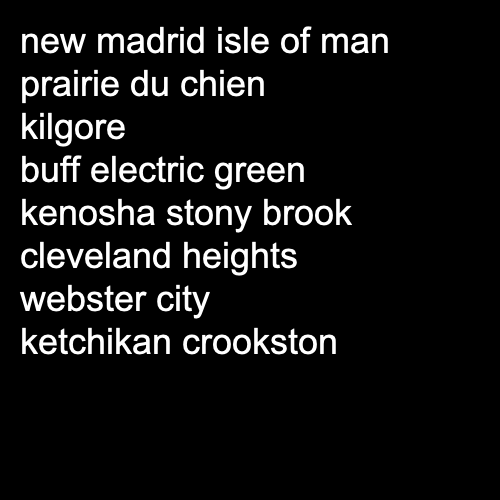 new madrid isle of man
prairie du chien
kilgore
buff electric green
kenosha stony brook
cleveland heights
webster city
ketchikan crookston